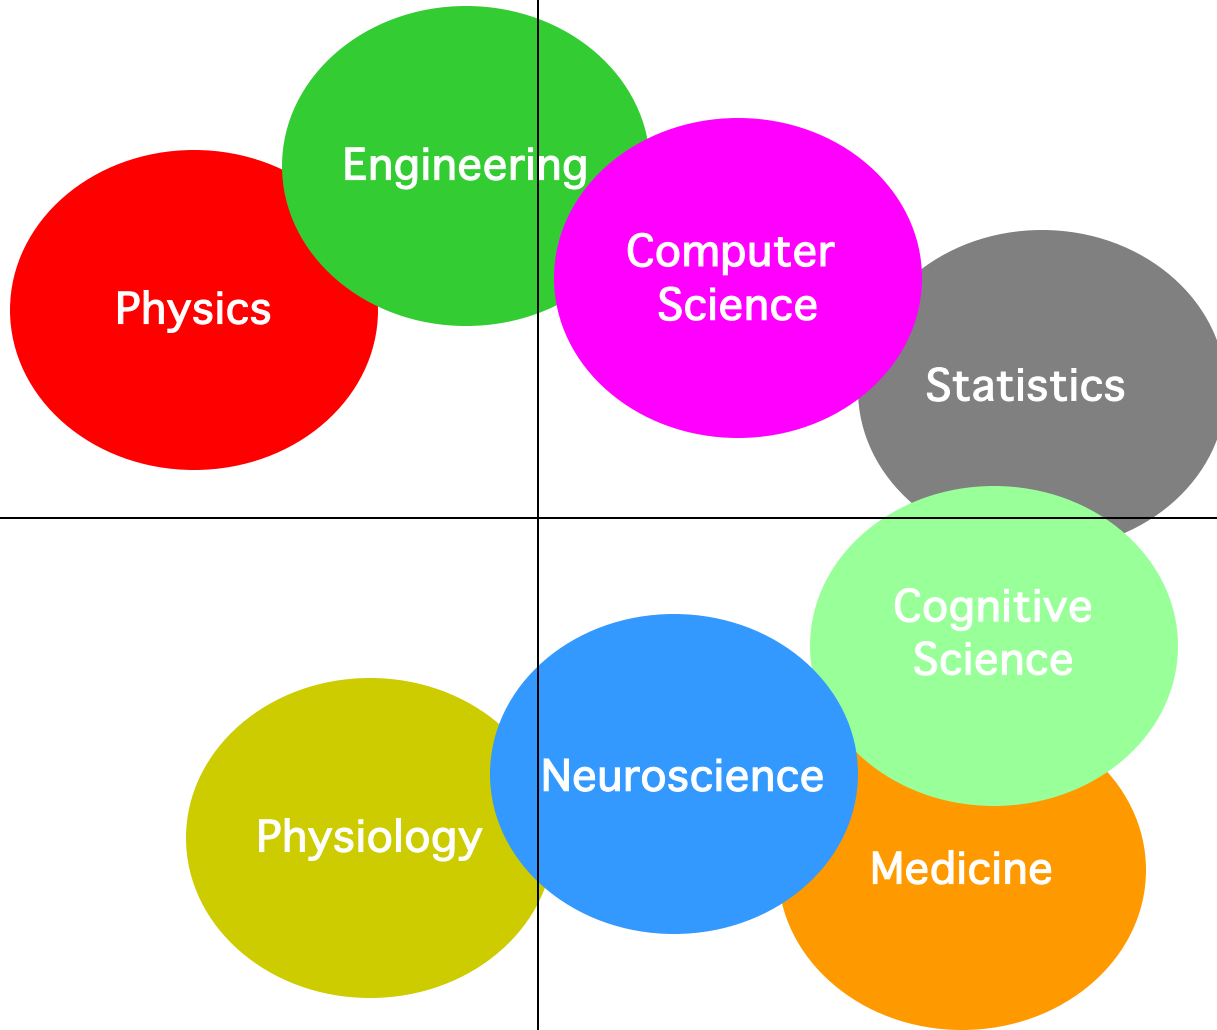 Engineering
Physics
Computer
Science
Statistics
Cognitive
Science
Neuroscience
Physiology
Medicine